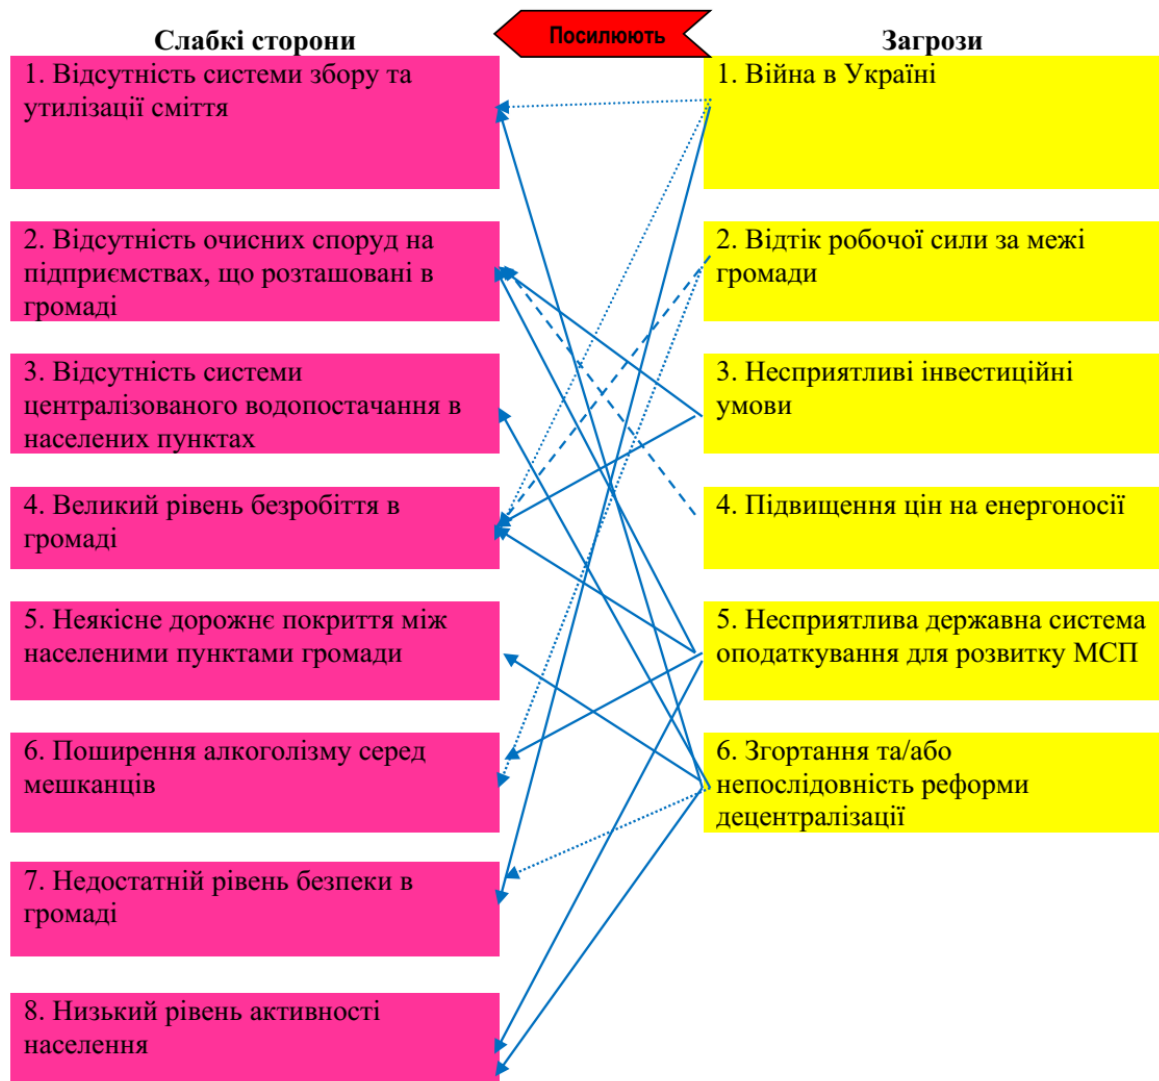 Слабкі сторони
Посилюють
Загрози
1. Відсутність системи збору та
утилізації сміття
2. Відсутність очисних споруд на
підприємствах, що розташовані в
громаді
3. Відсутність системи
централізованого водопостачання в
населених пунктах
4. Великий рівень безробіття в
громаді
5. Неякісне дорожнє покриття між
населеними пунктами громади
6. Поширення алкоголізму серед
мешканців
7. Недостатній рівень безпеки в
громаді
8. Низький рівень активності
населення
1. Війна в Україні
2. Відтік робочої сили за межі
громади
3. Несприятливі інвестиційні
умови
4. Підвищення цін на енергоносії
5. Несприятлива державна система
оподаткування для розвитку МСП
6. Згортання та/або
непослідовність реформи
децентралізації